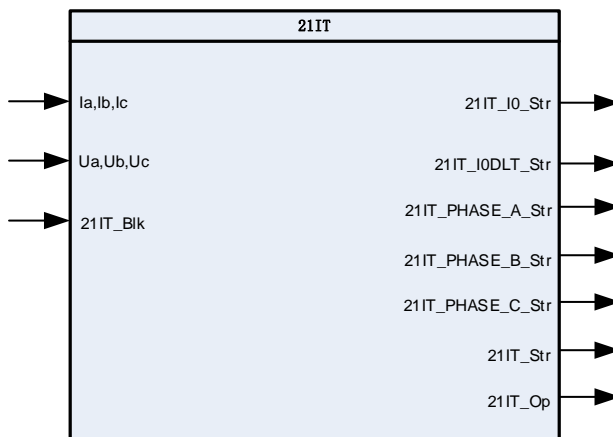 21IT
Ia,Ib,Ic
Ua,Ub,Uc
21IT_Blk
21IT_I0_Str
21IT_I0DLT_Str
21IT_PHASE_A_Str
21IT_PHASE_B_Str
21IT_PHASE_C_Str
21IT_Str
21IT_Op